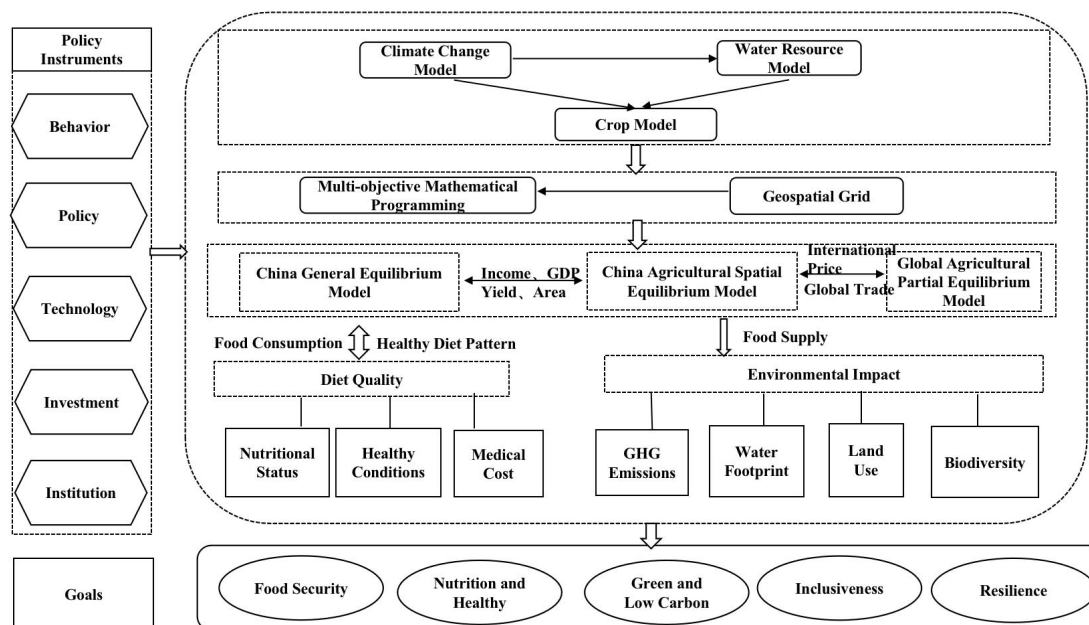 Policy
Instruments
Behavior
Policy
Technology
Investment
Institution
Goals
Climate Change
Model
Water Resource
Model
Crop Model
Multi-objective Mathematical
Programming
Geospatial Grid
China General Equilibrium
Model
Income、GDP
Yield、Area
China Agricultural Spatial
Equilibrium Model
International
Price
Global Trade
Global Agricultural
Partial Equilibrium
Model
Food Consumption
Healthy Diet Pattern
Food Supply
Diet Quality
Environmental Impact
Nutritional
Status
Healthy
Conditions
Medical
Cost
GHG
Emissions
Water
Footprint
Land
Use
Biodiversity
Food Security
Nutrition and
Healthy
Green and
Low Carbon
Inclusiveness
Resilience